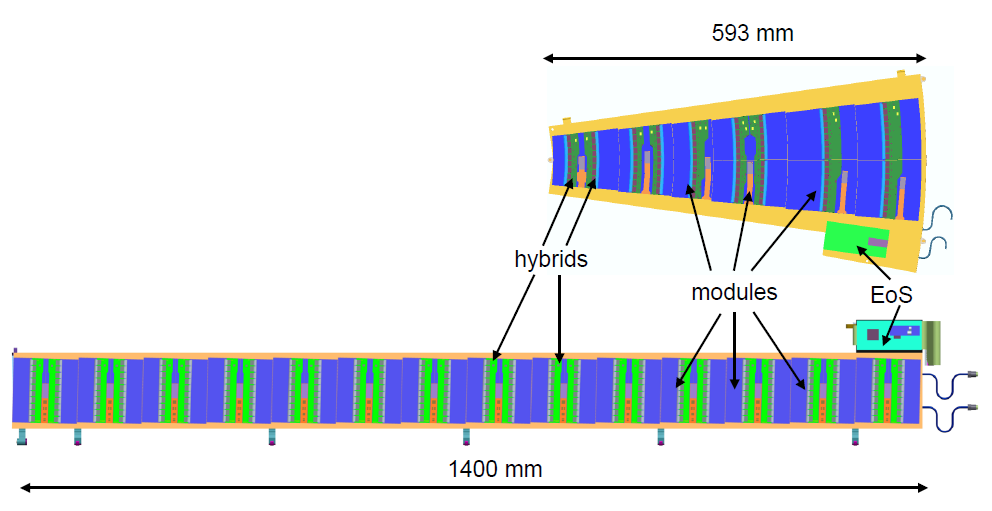 593 mm
hybrids
modules
EoS
1400 mm